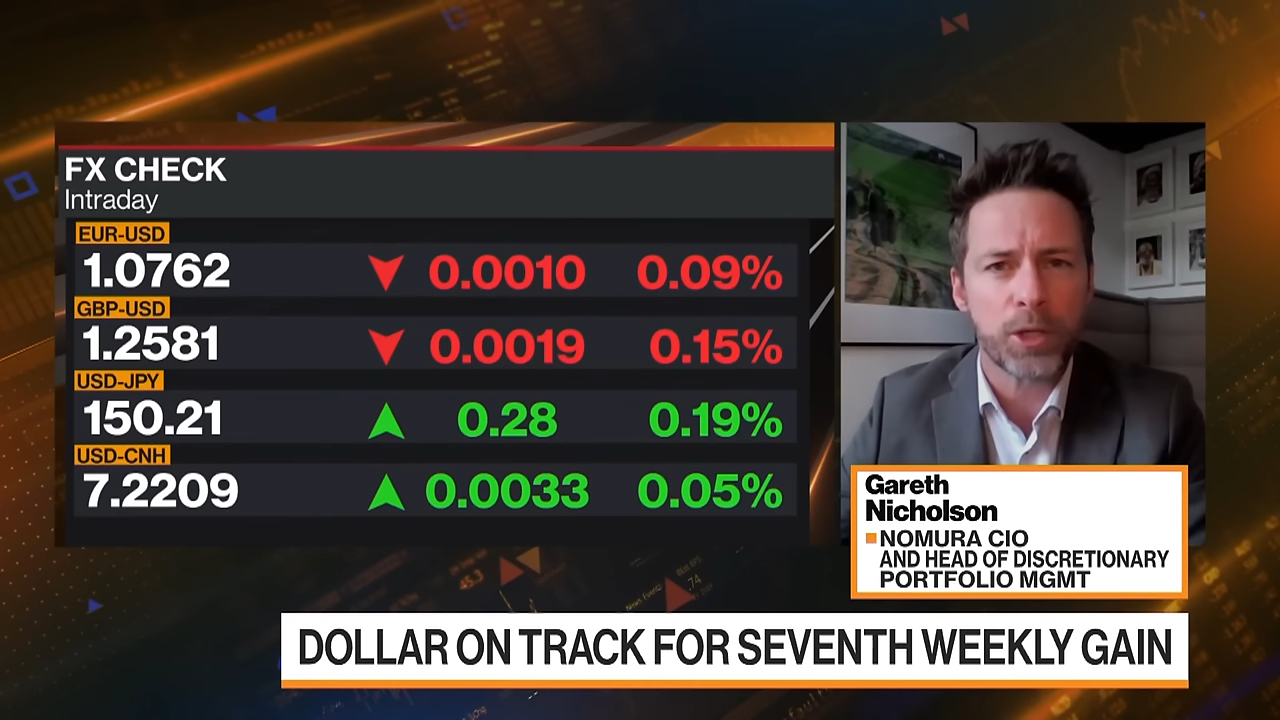 FX CHECK
Intraday
EUR-USD
1.0762 ▼ 0.0010 0.09%
GBP-USD
1.2581 ▼ 0.0019 0.15%
USD-JPY
150.21 ▲ 0.28 0.19%
USD-CNH
7.2209 ▲ 0.0033 0.05%
Gareth
Nicholson
NOMURA CIO
AND HEAD OF DISCRETIONARY
PORTFOLIO MGMT
DOLLAR ON TRACK FOR SEVENTH WEEKLY GAIN